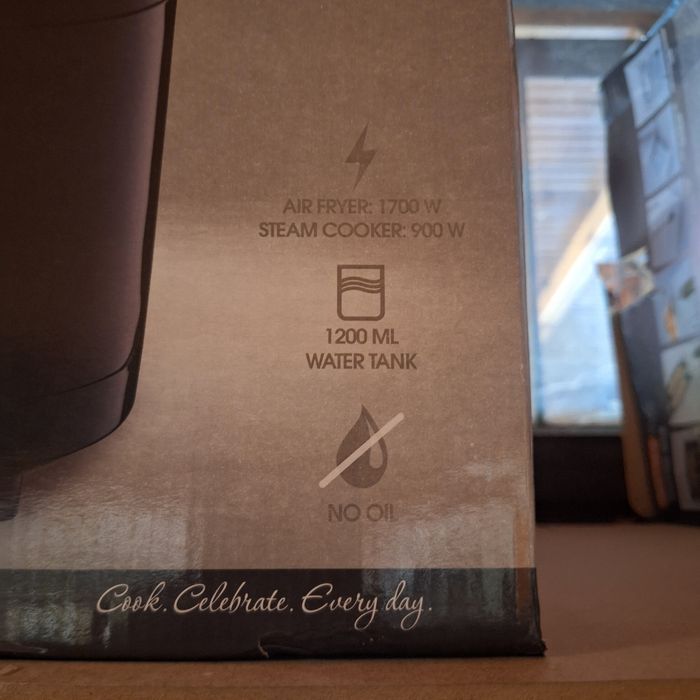 AIR FRYER: 1700 W
STEAM COOKER: 900 W
1200 ML
WATER TANK
NO OIL
Cook. Celebrate. Every day.